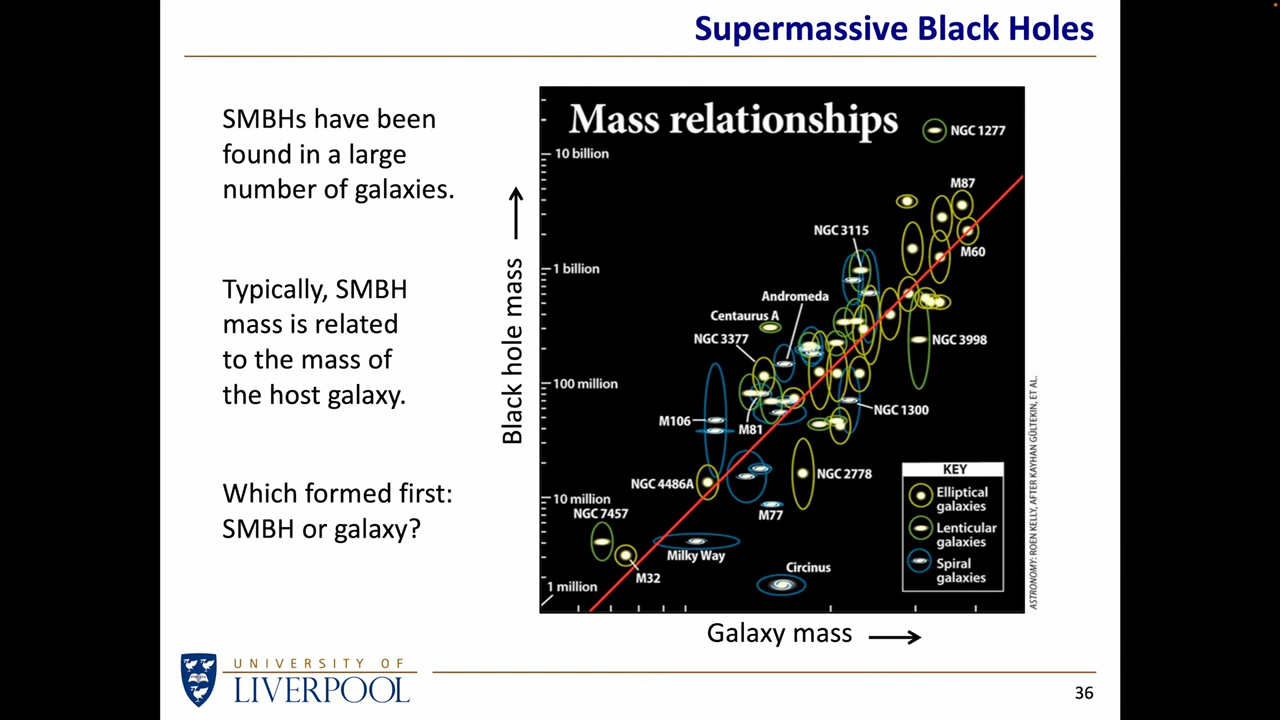 Supermassive Black Holes
SMBHs have been
found in a large
number of galaxies.
Typically, SMBH
mass is related
to the mass of
the host galaxy.
Which formed first:
SMBH or galaxy?
Mass relationships
NGC 1277
10 billion
M87
NGC 3115
M60
1 billion
Andromeda
Centaurus A
NGC 3377
NGC 3998
100 million
M106
M81
NGC 1300
NGC 4486A
NGC 2778
10 million
NGC 7457
M77
Milky Way
M32
Circinus
1 million
KEY
Elliptical
galaxies
Lenticular
galaxies
Spiral
galaxies
Black hole mass
Galaxy mass
ASTRONOMY: ROEN KELLY, AFTER KAYHAN GÜLTEKIN, ET AL.
UNIVERSITY OF
LIVERPOOL
36